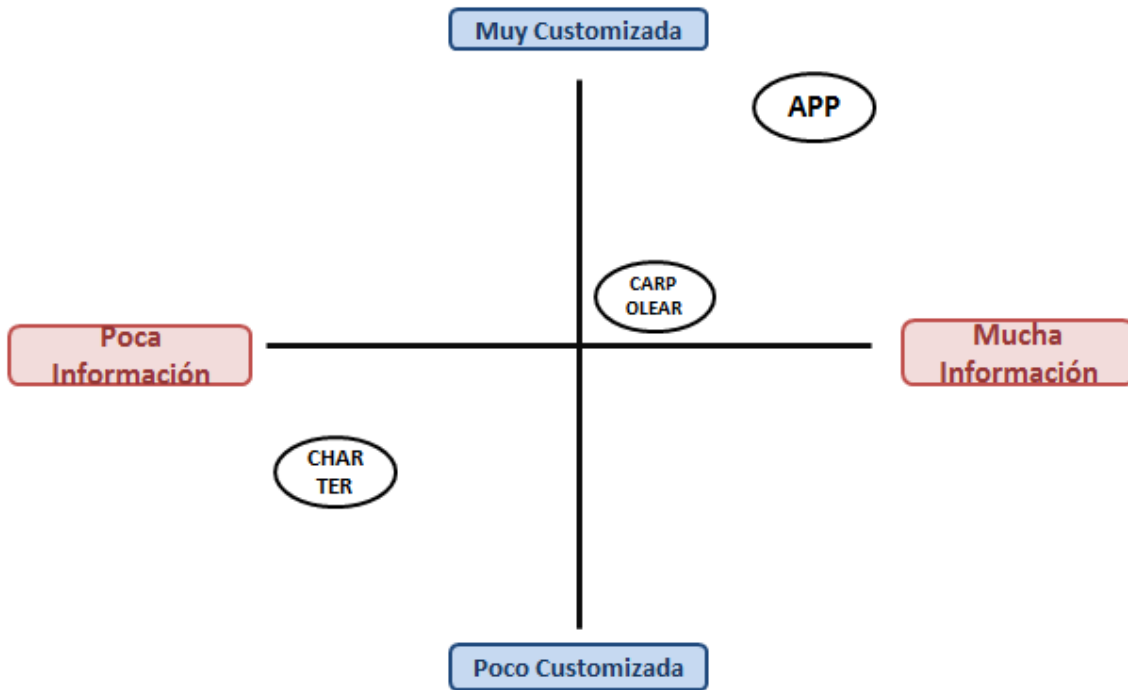 Muy Customizada
APP
CARP
OLEAR
Poca
Información
Mucha
Información
CHAR
TER
Poco Customizada